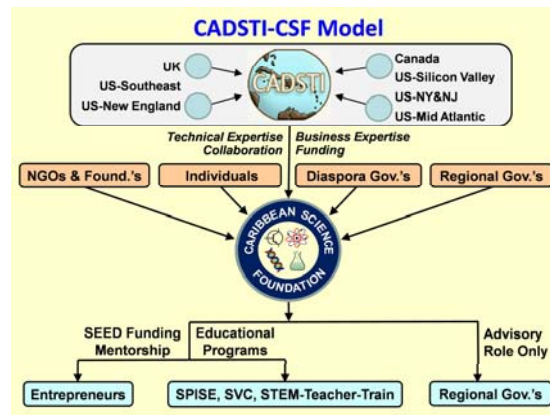 CADSTI-CSF Model
UK
US-Southeast
US-New England
CADSTI
Canada
US-Silicon Valley
US-NY&NJ
US-Mid Atlantic
Technical Expertise
Collaboration
Business Expertise
Funding
NGOs & Found.'s
Individuals
Diaspora Gov.'s
Regional Gov.'s
CARIBBEAN SCIENCE
FOUNDATION
SEED Funding
Mentorship
Educational
Programs
Advisory
Role Only
Entrepreneurs
SPISE, SVC, STEM-Teacher-Train
Regional Gov.'s